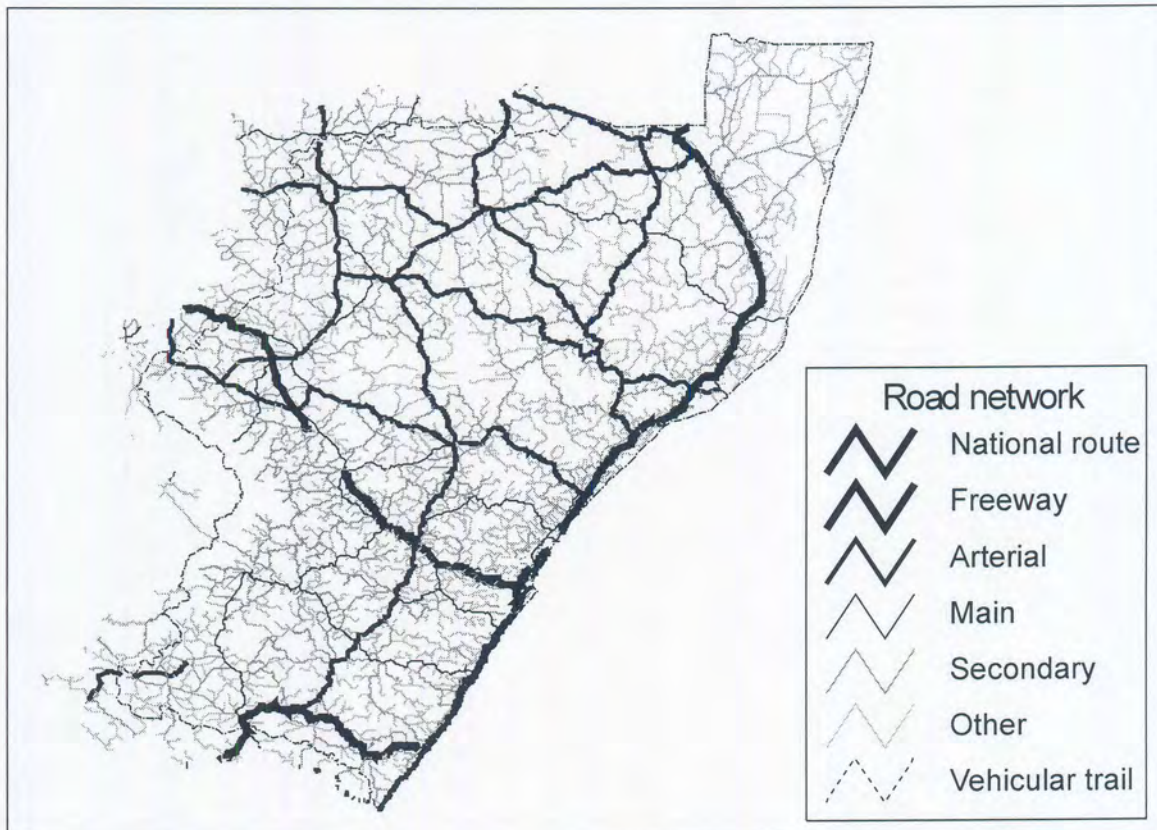 Road network
National route
Freeway
Arterial
Main
Secondary
Other
Vehicular trail